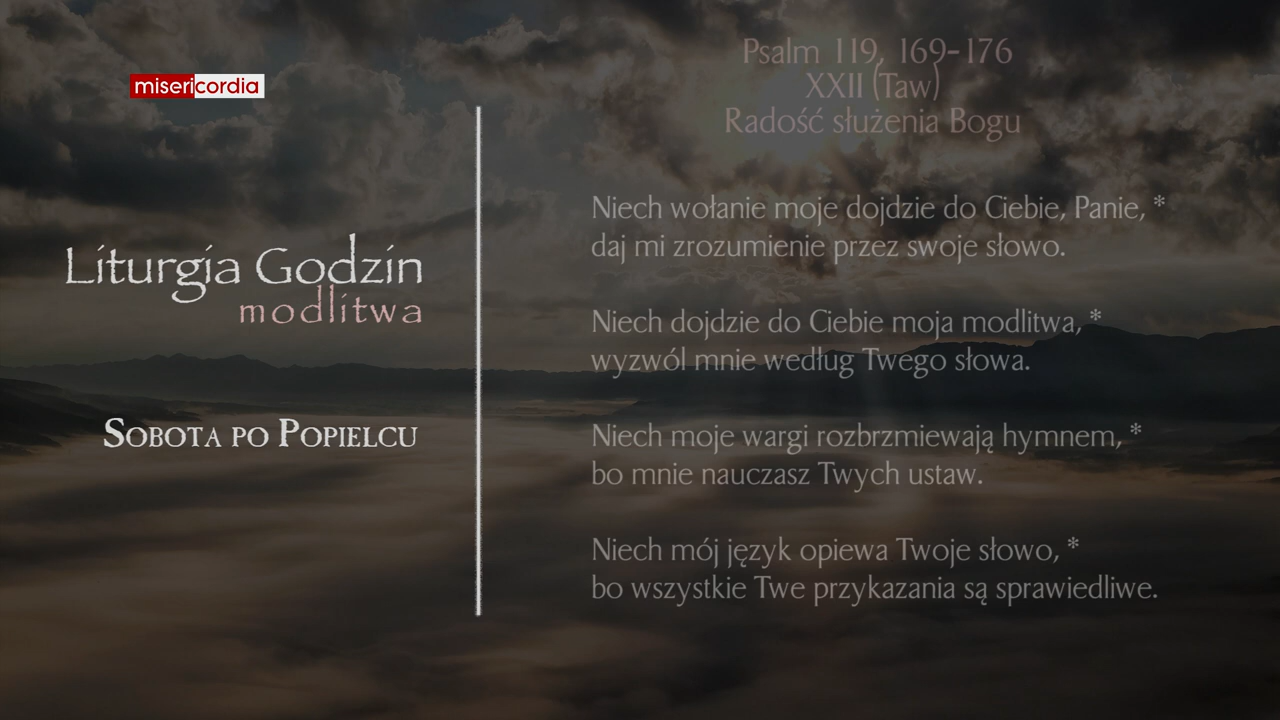 misericordia
Liturgia Godzin
modlitwa
Sobota po Popielcu
Psalm 119, 169-176
XXII (Taw)
Radość służenia Bogu
Niech wołanie moje dojdzie do Ciebie, Panie, *
daj mi zrozumienie przez swoje słowo.
Niech dojdzie do Ciebie moja modlitwa, *
wyzwól mnie według Twego słowa.
Niech moje wargi rozbrzmiewają hymnem, *
bo mnie nauczasz Twych ustaw.
Niech mój język opiewa Twoje słowo, *
bo wszystkie Twe przykazania są sprawiedliwe.